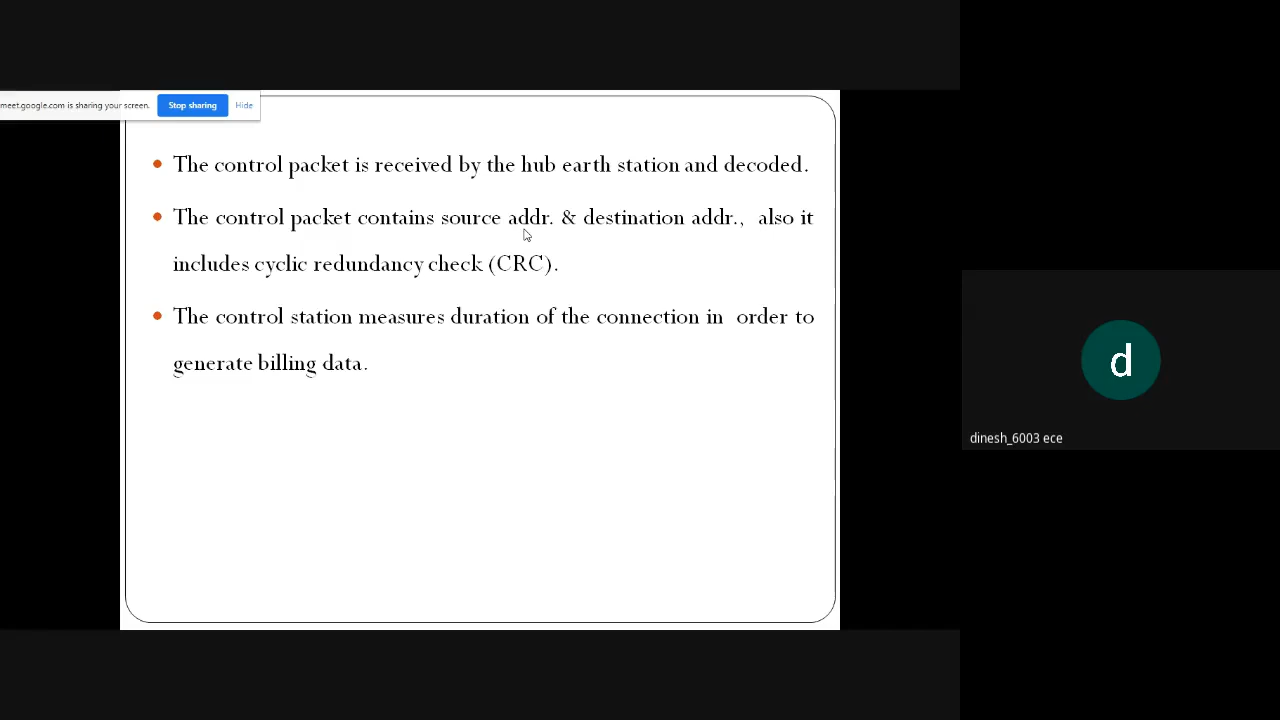 meet.google.com is sharing your screen. Stop sharing Hide
• The control packet is received by the hub earth station and decoded.
• The control packet contains source addr. & destination addr., also it
includes cyclic redundancy check (CRC).
• The control station measures duration of the connection in order to
generate billing data.
d
dinesh_6003 ece